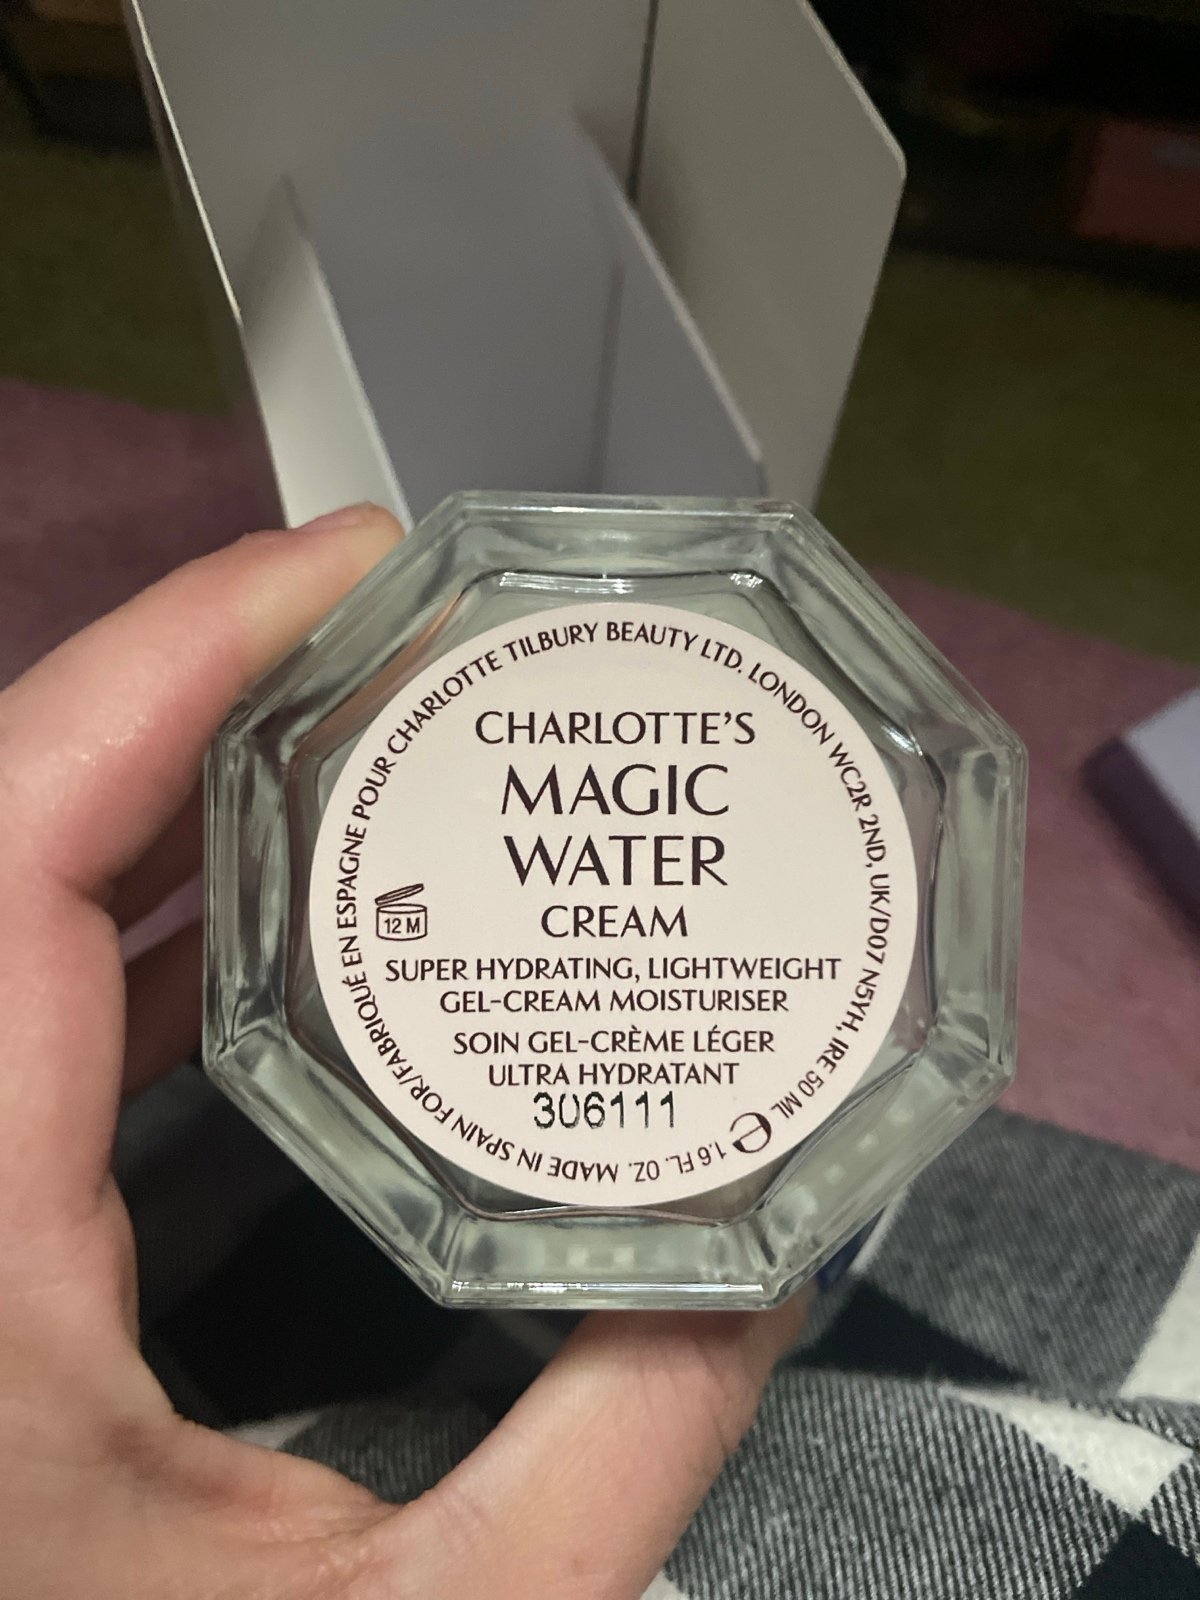 CHARLOTTE'S
MAGIC
WATER
CREAM
12 M
SUPER HYDRATING, LIGHTWEIGHT
GEL-CREAM MOISTURISER
SOIN GEL-CRÈME LÉGER
ULTRA HYDRATANT
306111
MADE IN SPAIN FOR/FABRIQUÉ EN ESPAGNE POUR CHARLOTTE TILBURY BEAUTY LTD. LONDON WC2R 2ND, UK/D07 N5YH, IRE 50 ML ℮ 1.6 FL. OZ.